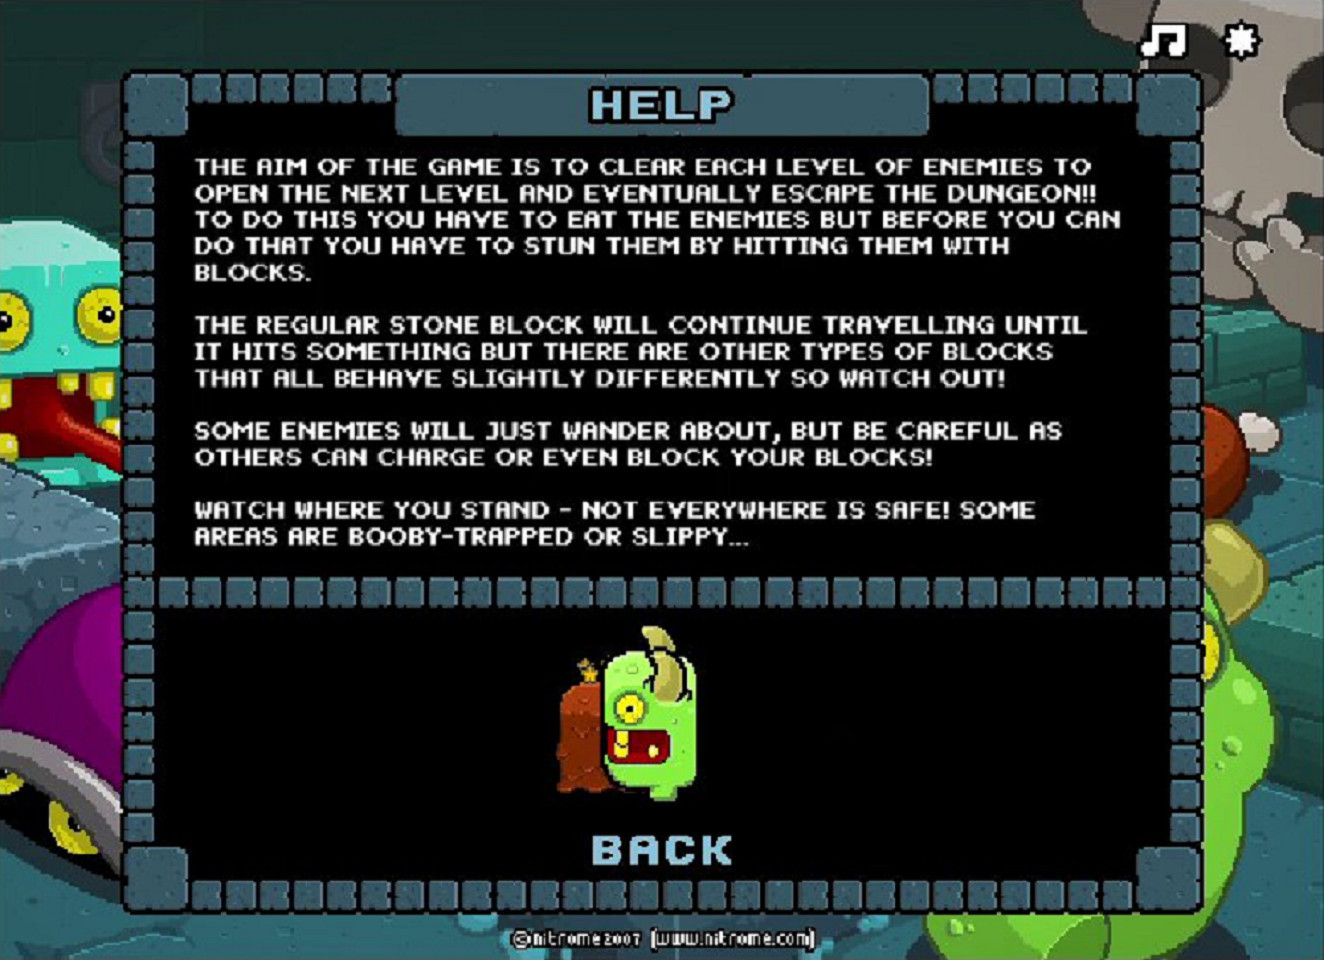 HELP
THE AIM OF THE GAME IS TO CLEAR EACH LEVEL OF ENEMIES TO
OPEN THE NEXT LEVEL AND EVENTUALLY ESCAPE THE DUNGEON!!
TO DO THIS YOU HAVE TO EAT THE ENEMIES BUT BEFORE YOU CAN
DO THAT YOU HAVE TO STUN THEM BY HITTING THEM WITH
BLOCKS.
THE REGULAR STONE BLOCK WILL CONTINUE TRAVELLING UNTIL
IT HITS SOMETHING BUT THERE ARE OTHER TYPES OF BLOCKS
THAT ALL BEHAVE SLIGHTLY DIFFERENTLY SO WATCH OUT!
SOME ENEMIES WILL JUST WANDER ABOUT, BUT BE CAREFUL AS
OTHERS CAN CHARGE OR EVEN BLOCK YOUR BLOCKS!
WATCH WHERE YOU STAND - NOT EVERYWHERE IS SAFE! SOME
AREAS ARE BOOBY-TRAPPED OR SLIPPY...
BACK
©nitrome2007 [www.nitrome.com]